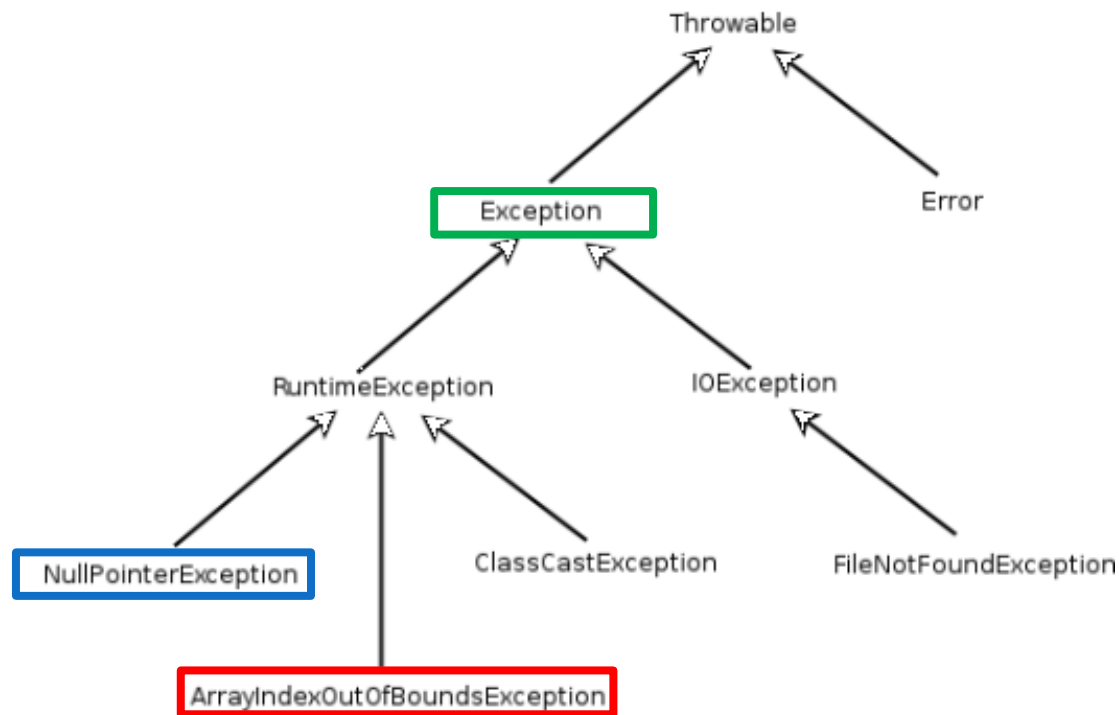 Throwable
Exception
Error
RuntimeException
IOException
NullPointerException
ClassCastException
FileNotFoundException
ArrayIndexOutOfBoundsException